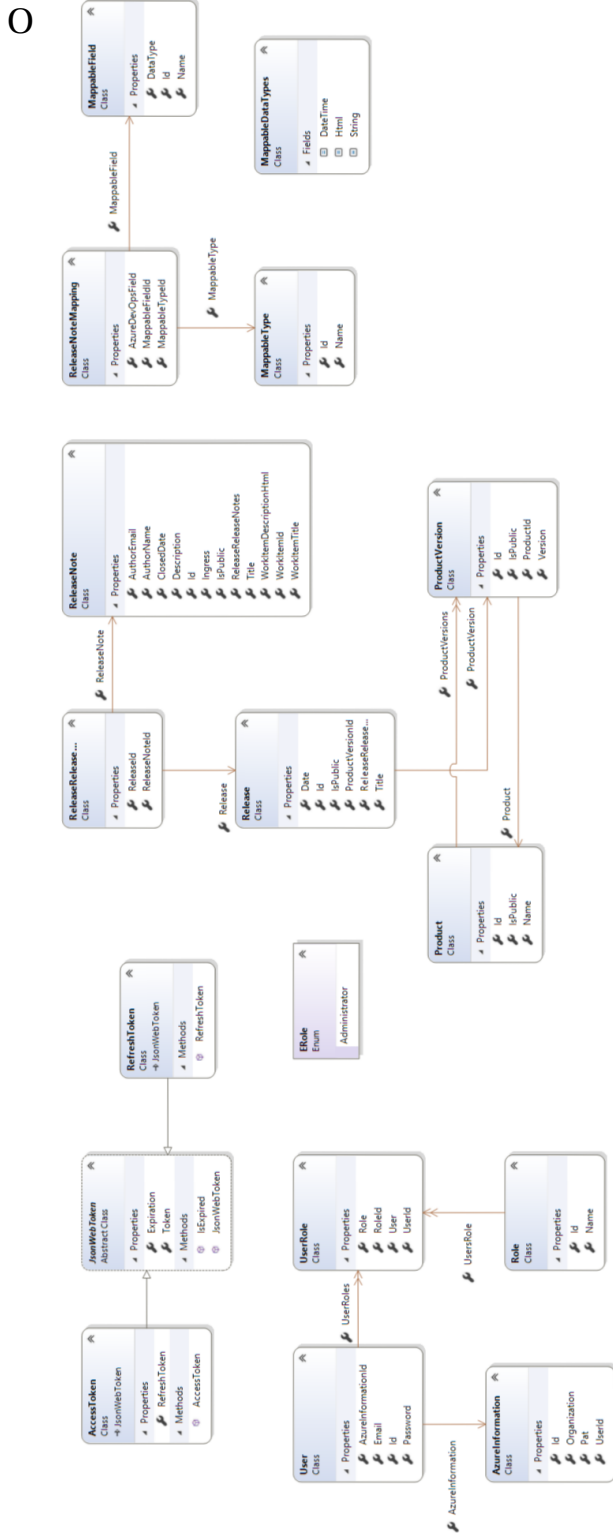 O
AccessToken
Class
→ JsonWebToken
Properties
RefreshToken
Methods
AccessToken
JsonWebToken
Abstract Class
Properties
Expiration
Token
Methods
IsExpired
JsonWebToken
RefreshToken
Class
→ JsonWebToken
Methods
RefreshToken
User
Class
Properties
AzureInformationId
Email
Id
Password
UserRoles
UserRole
Class
Properties
Role
RoleId
User
UserId
ERole
Enum
Administrator
AzureInformation
AzureInformation
Class
Properties
Id
Organization
Pat
UserId
UsersRole
Role
Class
Properties
Id
Name
ReleaseRelease...
Class
Properties
ReleaseId
ReleaseNoteId
ReleaseNote
ReleaseNote
Class
Properties
AuthorEmail
AuthorName
ClosedDate
Description
Id
Ingress
IsPublic
ReleaseReleaseNotes
Title
WorkItemDescriptionHtml
WorkItemId
WorkItemTitle
Release
Release
Class
Properties
Date
Id
IsPublic
ProductVersionId
ReleaseRelease...
Title
Product
Class
Properties
Id
IsPublic
Name
ProductVersions
ProductVersion
Product
ProductVersion
Class
Properties
Id
IsPublic
ProductId
Version
ReleaseNoteMapping
Class
Properties
AzureDevOpsField
MappableFieldId
MappableTypeId
MappableField
MappableField
Class
Properties
DataType
Id
Name
MappableType
MappableType
Class
Properties
Id
Name
MappableDataTypes
Class
Fields
DateTime
Html
String